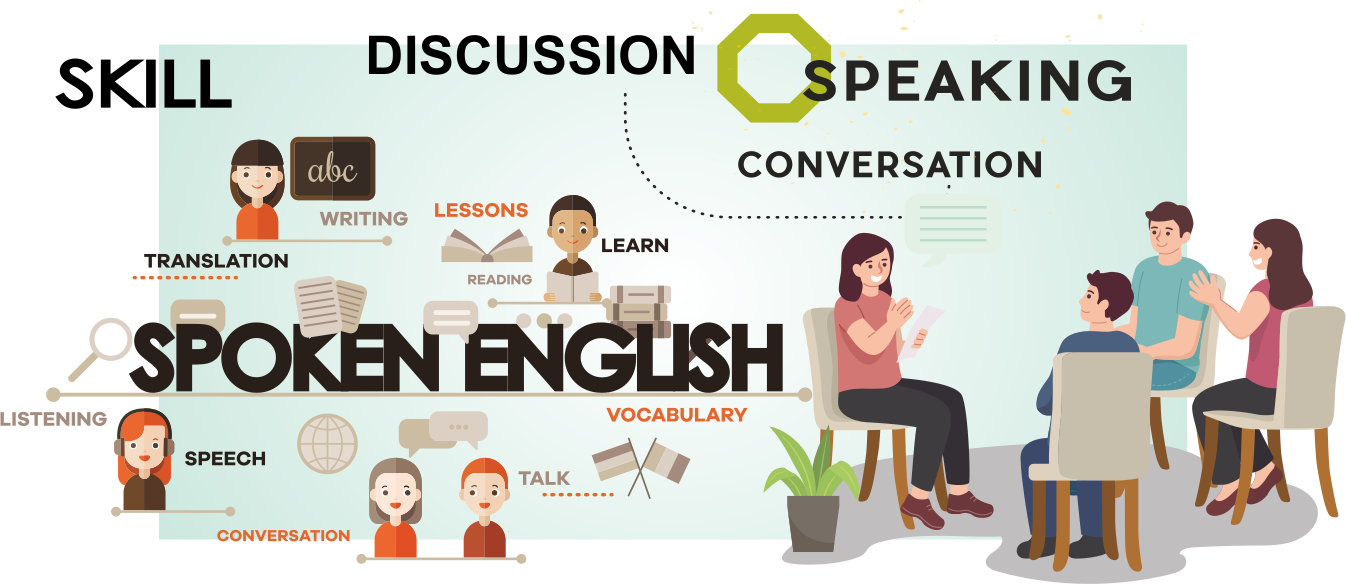 DISCUSSION
SKILL
SPEAKING
CONVERSATION
abc
WRITING
LESSONS
LEARN
TRANSLATION
READING
SPOKEN ENGLISH
LISTENING
VOCABULARY
SPEECH
TALK
CONVERSATION